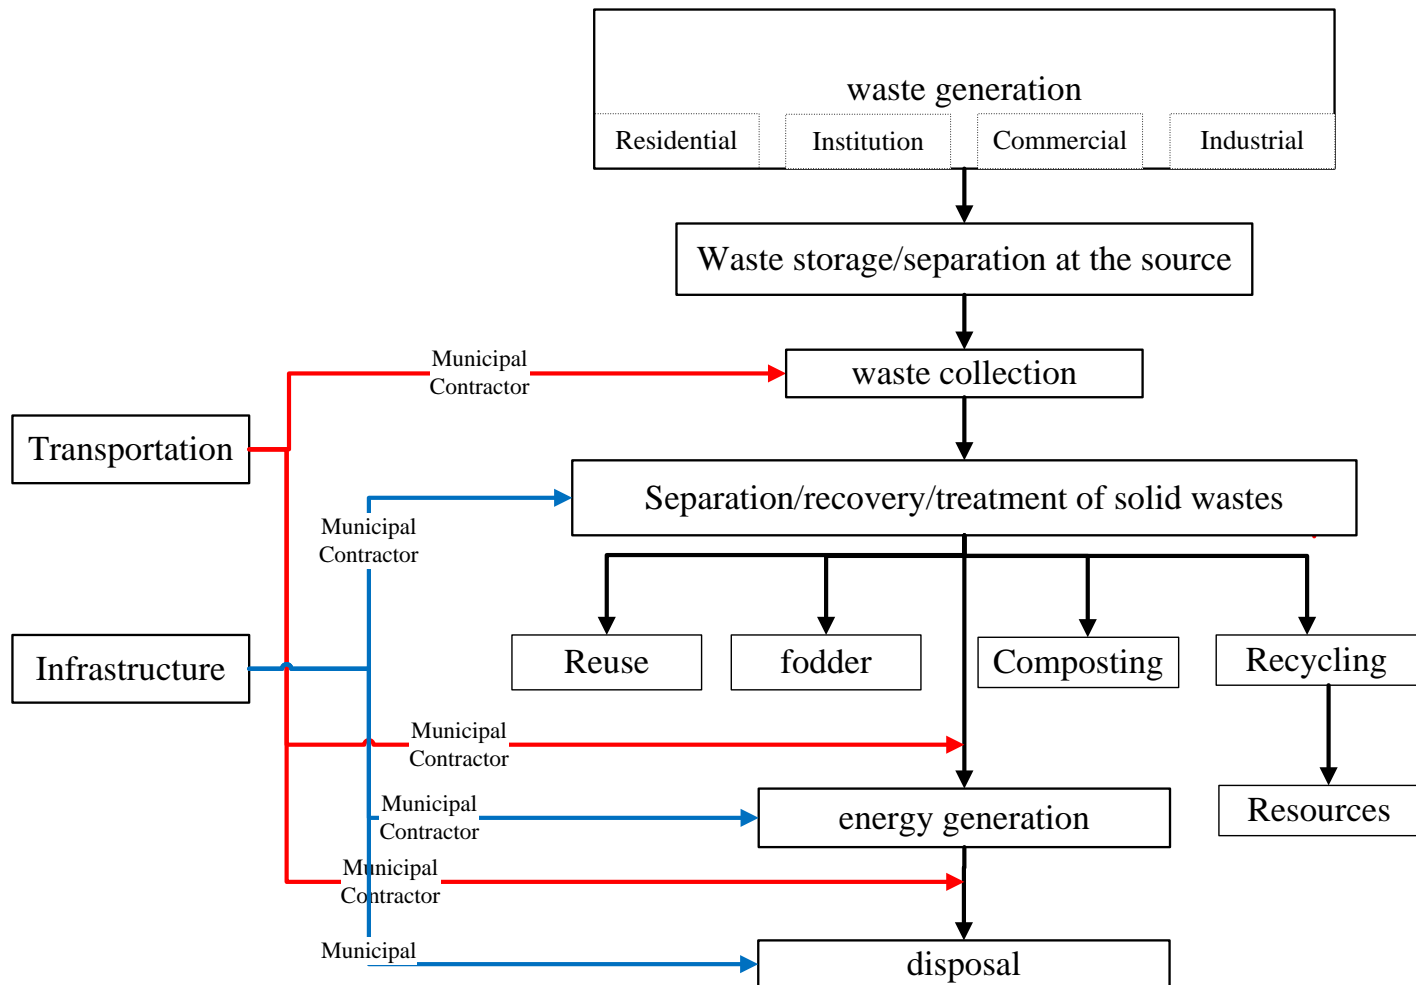 waste generation
Residential
Institution
Commercial
Industrial
Waste storage/separation at the source
Municipal
Contractor
waste collection
Transportation
Separation/recovery/treatment of solid wastes
Municipal
Contractor
Infrastructure
Reuse
fodder
Composting
Recycling
Municipal
Contractor
Municipal
Contractor
energy generation
Resources
Municipal
Contractor
Municipal
disposal